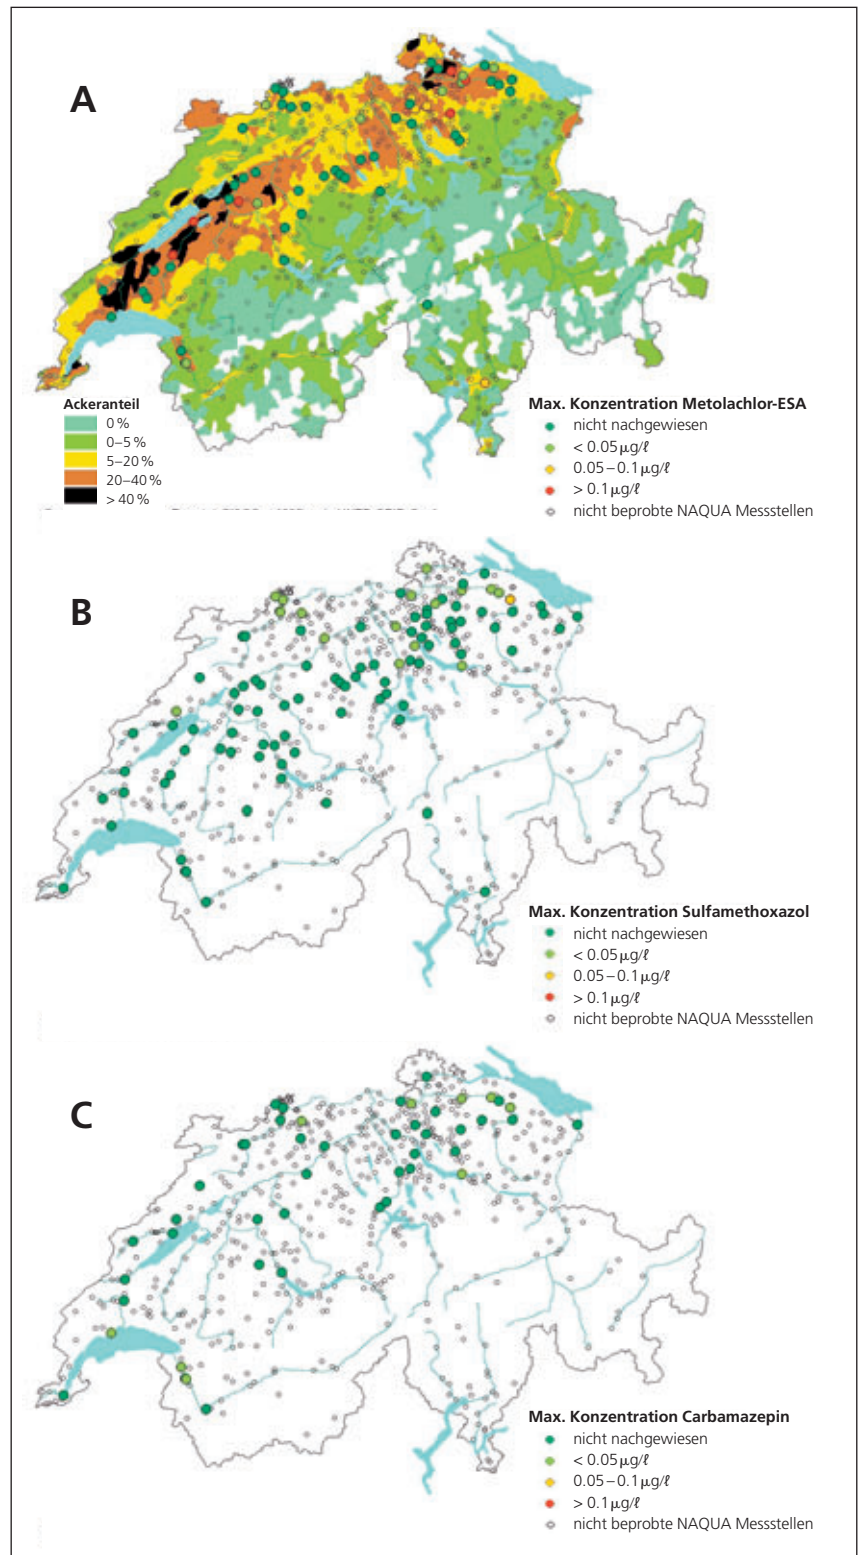 A
Ackeranteil
0 %
0–5 %
5–20 %
20–40 %
> 40 %
Max. Konzentration Metolachlor-ESA
nicht nachgewiesen
< 0.05 µg/ℓ
0.05 – 0.1 µg/ℓ
> 0.1 µg/ℓ
nicht beprobte NAQUA Messstellen
B
Max. Konzentration Sulfamethoxazol
nicht nachgewiesen
< 0.05 µg/ℓ
0.05 – 0.1 µg/ℓ
> 0.1 µg/ℓ
nicht beprobte NAQUA Messstellen
C
Max. Konzentration Carbamazepin
nicht nachgewiesen
< 0.05 µg/ℓ
0.05 – 0.1 µg/ℓ
> 0.1 µg/ℓ
nicht beprobte NAQUA Messstellen